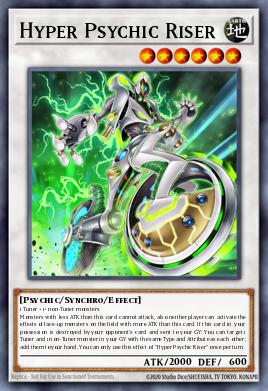 HYPER PSYCHIC RISER
EARTH
地
[PSYCHIC/SYNCHRO/EFFECT]
1 Tuner + 1+ non-Tuner monsters
Monsters with less ATK than this card cannot attack, also neither player can activate the
effects of face-up monsters on the field with more ATK than this card. If this card in your
possession is destroyed by your opponent's card and sent to your GY: You can target 1
Tuner and 1 non-Tuner monster in your GY with the same Type and Attribute as each other;
add them to your hand. You can only use this effect of "Hyper Psychic Riser" once per turn.
ATK/2000 DEF/ 600
Replica - Not For Use in Sanctioned Tournaments
©2020 Studio Dice/SHUEISHA, TV TOKYO, KONAMI